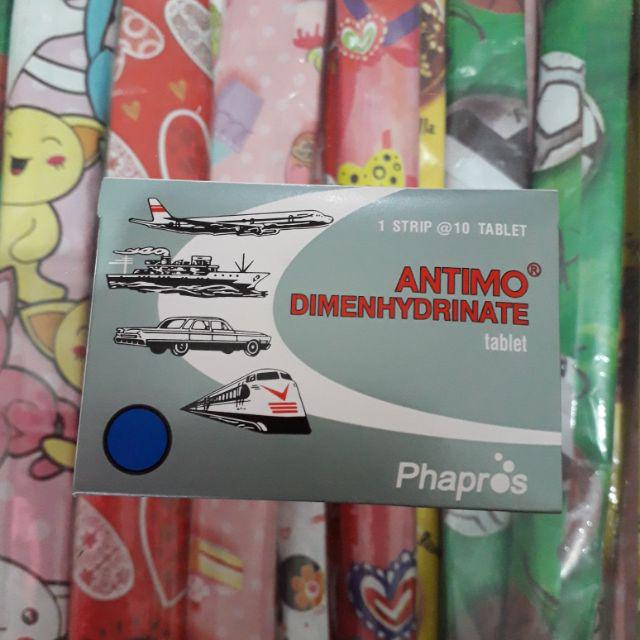 1 STRIP @ 10 TABLET
ANTIMO®
DIMENHYDRINATE
tablet
Phapros